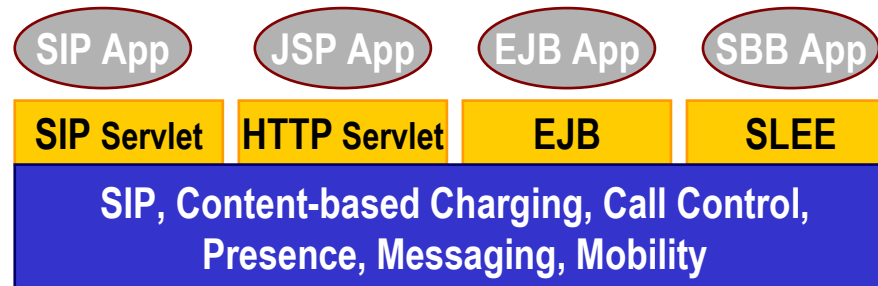 SIP App JSP App EJB App SBB App
SIP Servlet HTTP Servlet EJB SLEE
SIP, Content-based Charging, Call Control,
Presence, Messaging, Mobility